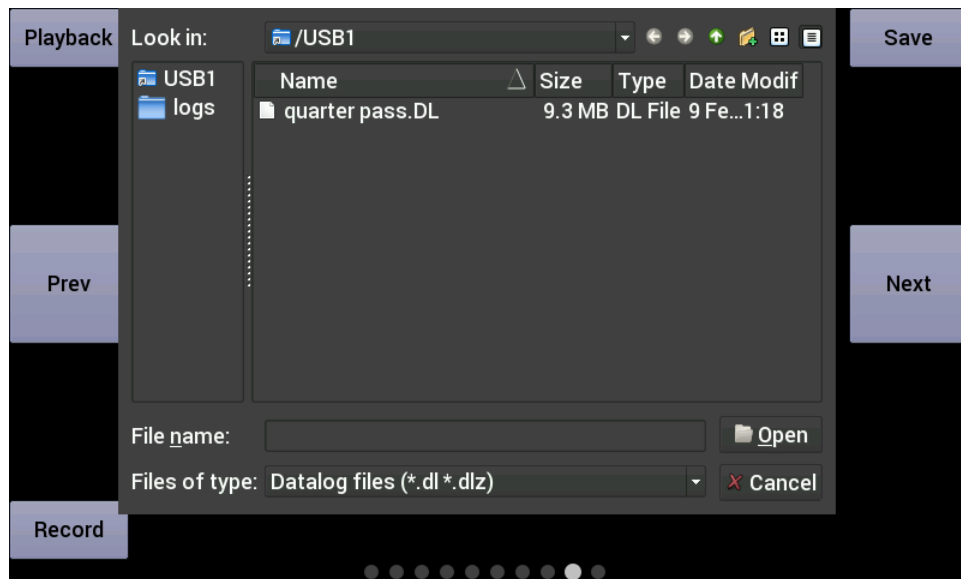 Playback
Look in:
/USB1
Save
USB1
logs
Name Size Type Date Modif
quarter pass.DL 9.3 MB DL File 9 Fe...1:18
Prev
Next
File name:
Open
Files of type: Datalog files (*.dl *.dlz)
Cancel
Record